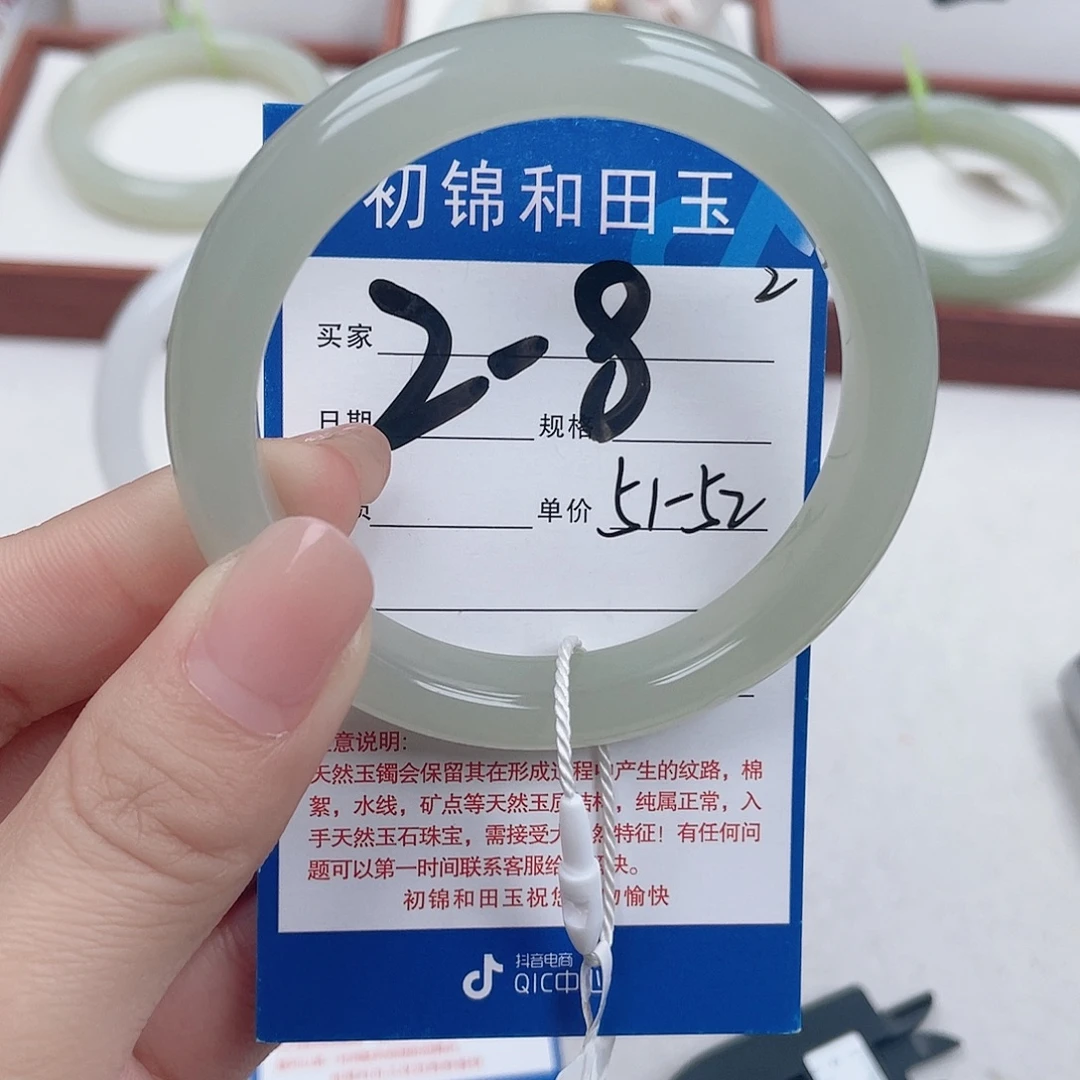 初锦和田玉
2
买家
2-8
日期 规格
单价 51-52
意说明:
天然玉镯会保留其在形成过程中产生的纹路，棉
絮，水线，矿点等天然玉质结构，纯属正常，入
手天然玉石珠宝，需接受大自然特征！有任何问
题可以第一时间联系客服给 决。
初锦和田玉祝您 物愉快
抖音电商
QIC中心